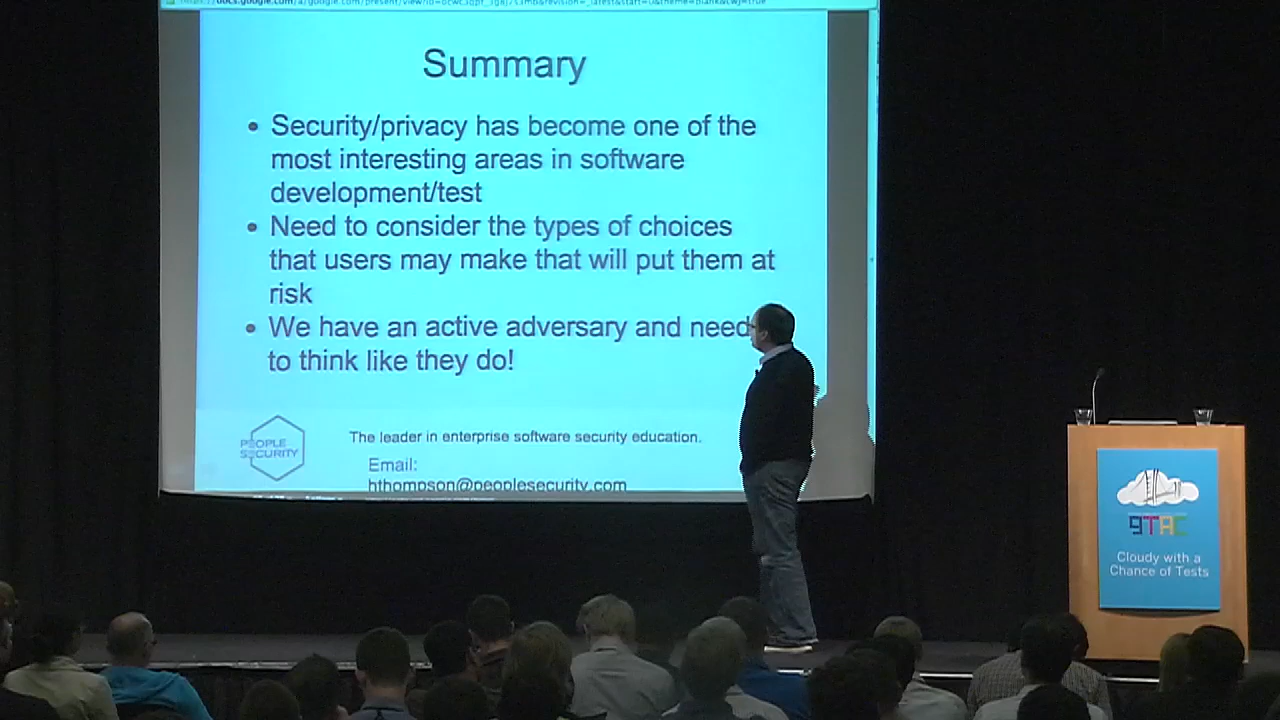 Summary
• Security/privacy has become one of the
most interesting areas in software
development/test
• Need to consider the types of choices
that users may make that will put them at
risk
• We have an active adversary and need
to think like they do!
PEOPLE
SECURITY
The leader in enterprise software security education.
Email:
hthompson@peoplesecurity.com
gTAC
Cloudy with a
Chance of Tests